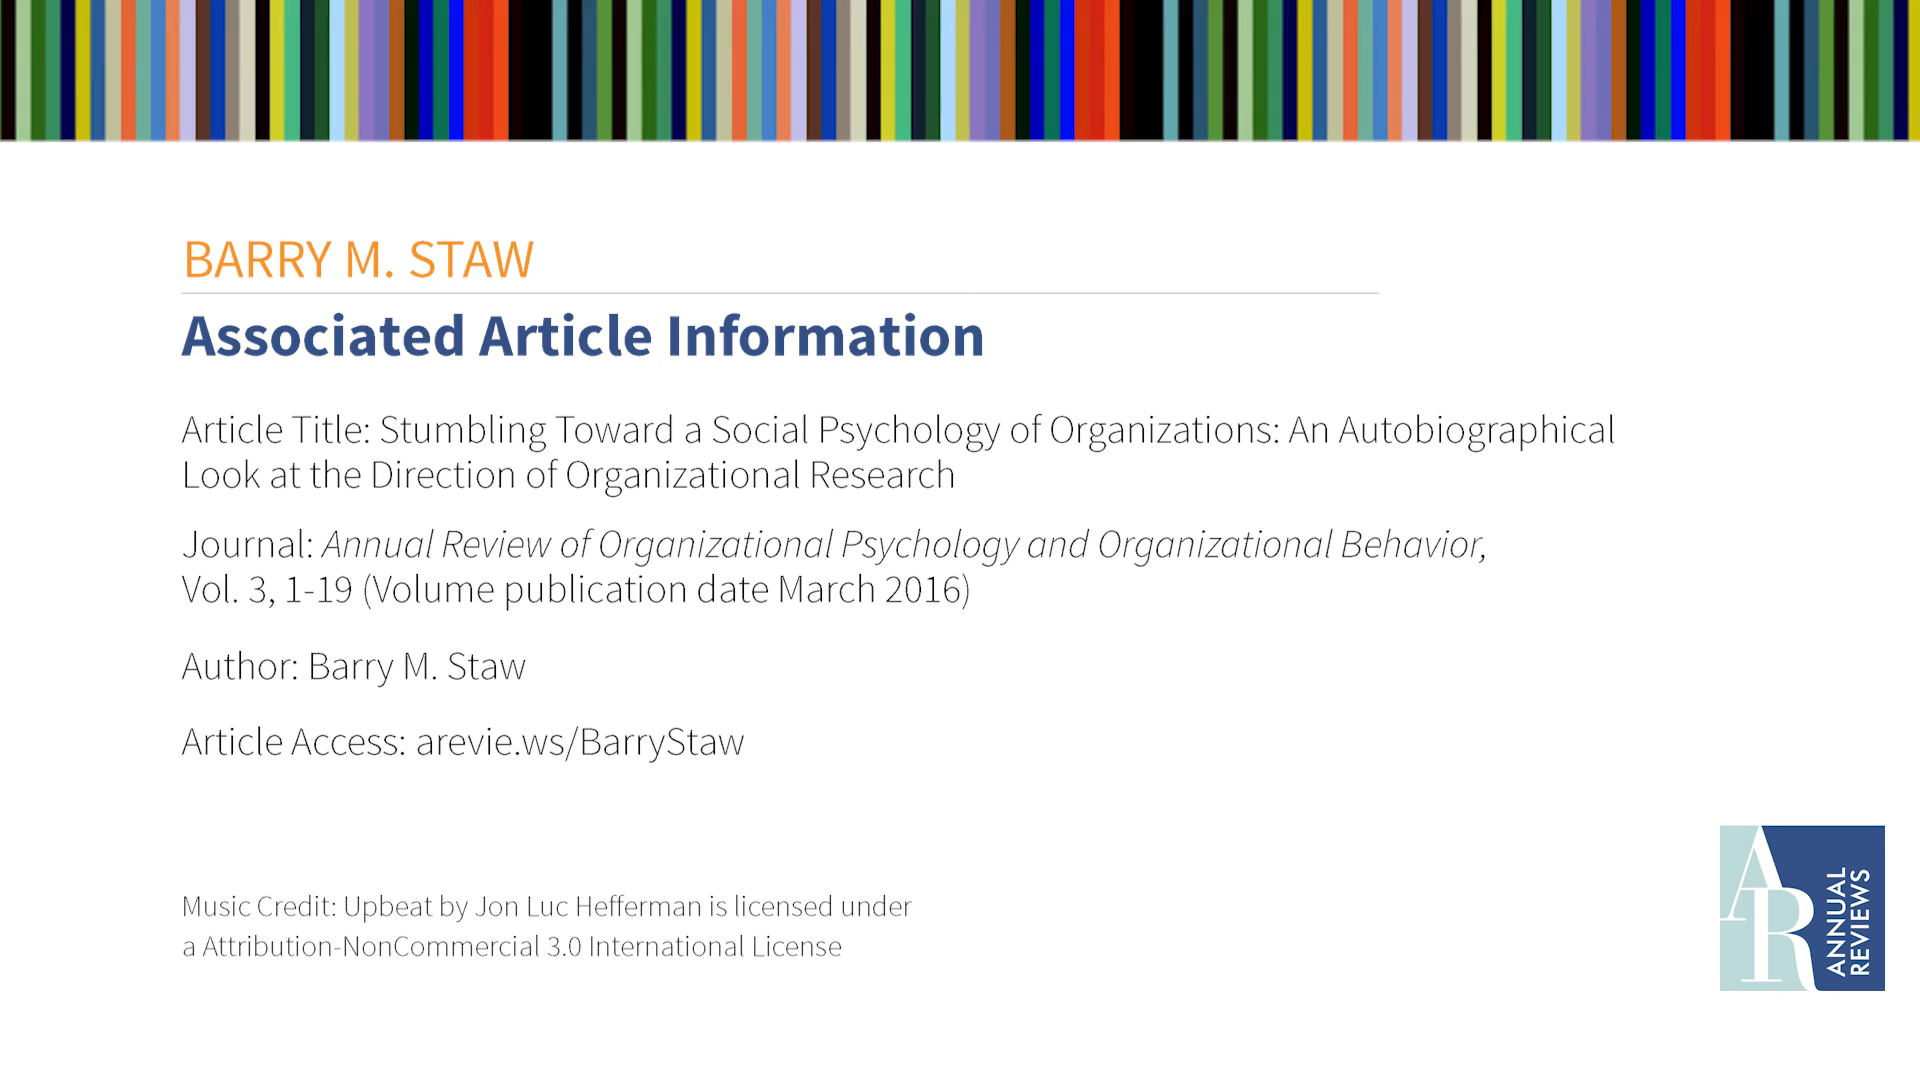 BARRY M. STAW
Associated Article Information
Article Title: Stumbling Toward a Social Psychology of Organizations: An Autobiographical
Look at the Direction of Organizational Research
Journal: Annual Review of Organizational Psychology and Organizational Behavior,
Vol. 3, 1-19 (Volume publication date March 2016)
Author: Barry M. Staw
Article Access: arevie.ws/BarryStaw
Music Credit: Upbeat by Jon Luc Hefferman is licensed under
a Attribution-NonCommercial 3.0 International License
AR
ANNUAL
REVIEWS